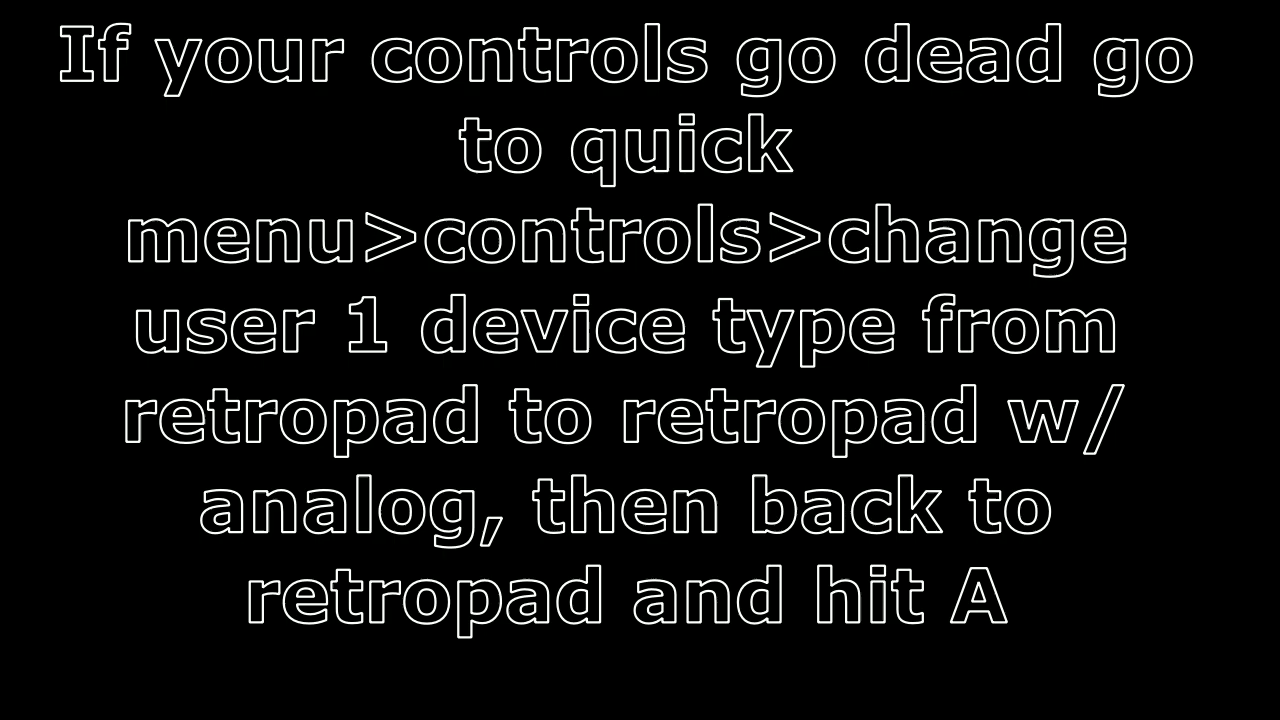 If your controls go dead go
to quick
menu>controls>change
user 1 device type from
retropad to retropad w/
analog, then back to
retropad and hit A